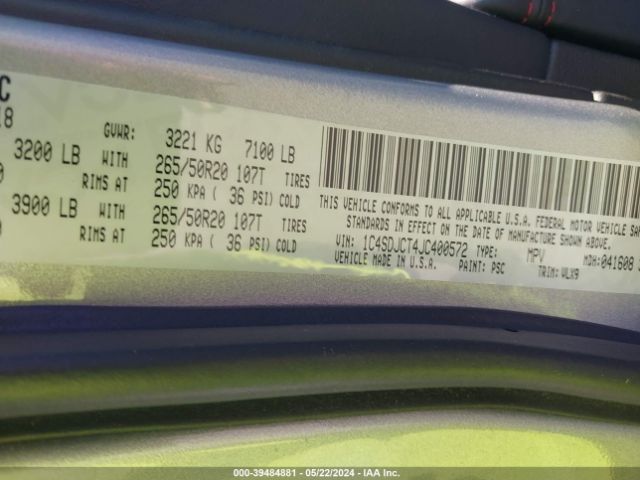 C
18
GVWR: 3221 KG 7100 LB
3200 LB WITH 265/50R20 107T TIRES
RIMS AT 250 KPA ( 36 PSI) COLD
3900 LB WITH 265/50R20 107T TIRES
RIMS AT 250 KPA ( 36 PSI) COLD
THIS VEHICLE CONFORMS TO ALL APPLICABLE U.S.A. FEDERAL MOTOR VEHICLE
STANDARDS IN EFFECT ON THE DATE OF MANUFACTURE SHOWN ABOVE.
VIN: 1C4SDJCT4JC400572 TYPE: MPV MDH:041608
VEHICLE MADE IN U.S.A. PAINT: PSC TRIM: VLX9
000-39484881 - 05/22/2024 - IAA Inc.